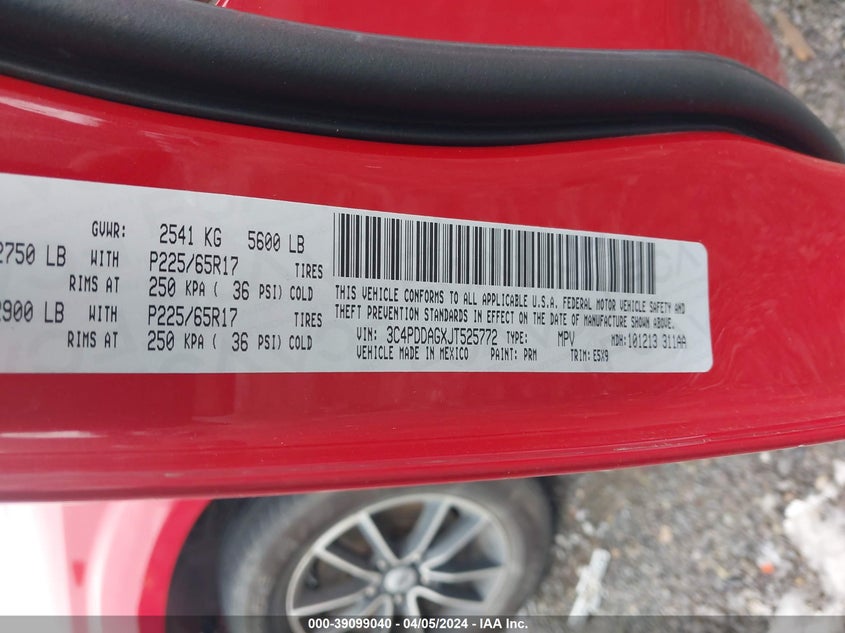 GVWR: 2541 KG 5600 LB
2750 LB WITH P225/65R17 TIRES
RIMS AT 250 KPA ( 36 PSI) COLD
2900 LB WITH P225/65R17 TIRES
RIMS AT 250 KPA ( 36 PSI) COLD
THIS VEHICLE CONFORMS TO ALL APPLICABLE U.S.A. FEDERAL MOTOR VEHICLE SAFETY AND
THEFT PREVENTION STANDARDS IN EFFECT ON THE DATE OF MANUFACTURE SHOWN ABOVE.
VIN: 3C4PDDAGXJT525772 TYPE: MPV MDH: 101213 311AA
VEHICLE MADE IN MEXICO PAINT: PRM TRIM: E5X9
000-39099040 - 04/05/2024 - IAA, Inc.